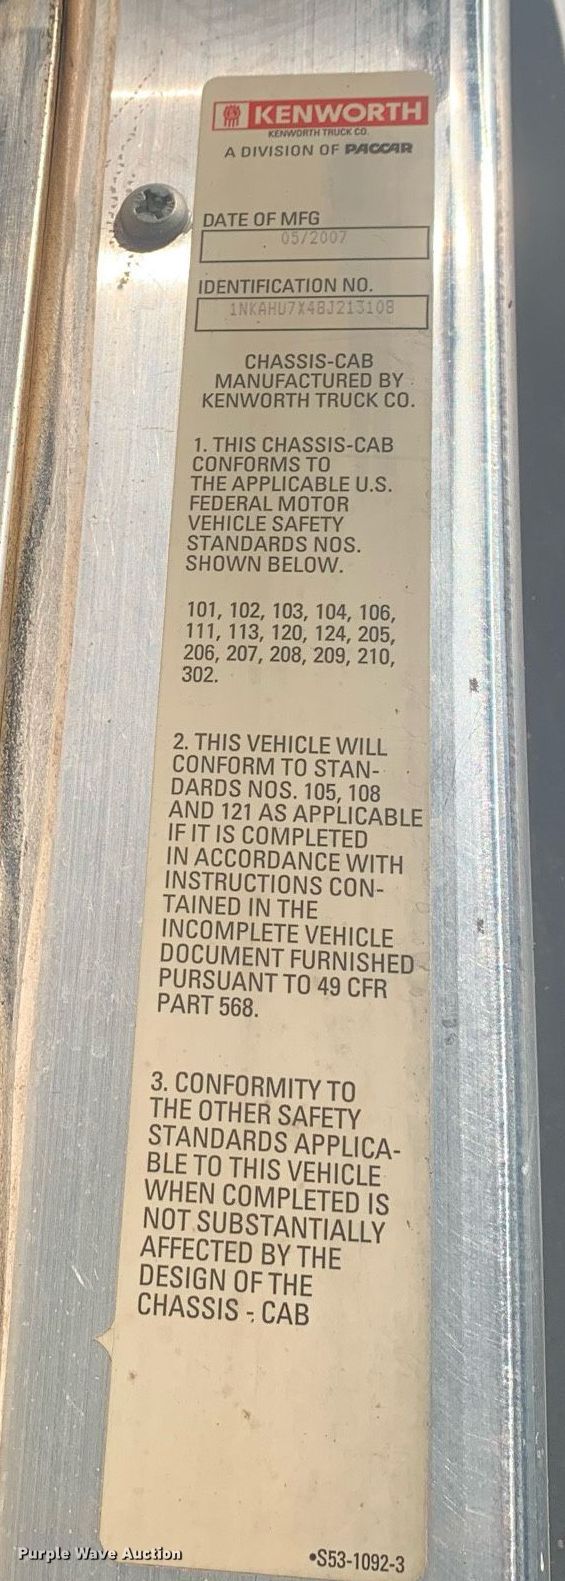 KENWORTH
KENWORTH TRUCK CO.
A DIVISION OF PACCAR
DATE OF MFG
05/2007
IDENTIFICATION NO.
1NKAHU7X48J213108
CHASSIS-CAB
MANUFACTURED BY
KENWORTH TRUCK CO.
1. THIS CHASSIS-CAB
CONFORMS TO
THE APPLICABLE U.S.
FEDERAL MOTOR
VEHICLE SAFETY
STANDARDS NOS.
SHOWN BELOW.
101, 102, 103, 104, 106,
111, 113, 120, 124, 205,
206, 207, 208, 209, 210,
302.
2. THIS VEHICLE WILL
CONFORM TO STAN-
DARDS NOS. 105, 108
AND 121 AS APPLICABLE
IF IT IS COMPLETED
IN ACCORDANCE WITH
INSTRUCTIONS CON-
TAINED IN THE
INCOMPLETE VEHICLE
DOCUMENT FURNISHED
PURSUANT TO 49 CFR
PART 568.
3. CONFORMITY TO
THE OTHER SAFETY
STANDARDS APPLICA-
BLE TO THIS VEHICLE
WHEN COMPLETED IS
NOT SUBSTANTIALLY
AFFECTED BY THE
DESIGN OF THE
CHASSIS - CAB
•S53-1092-3
Purple Wave Auction